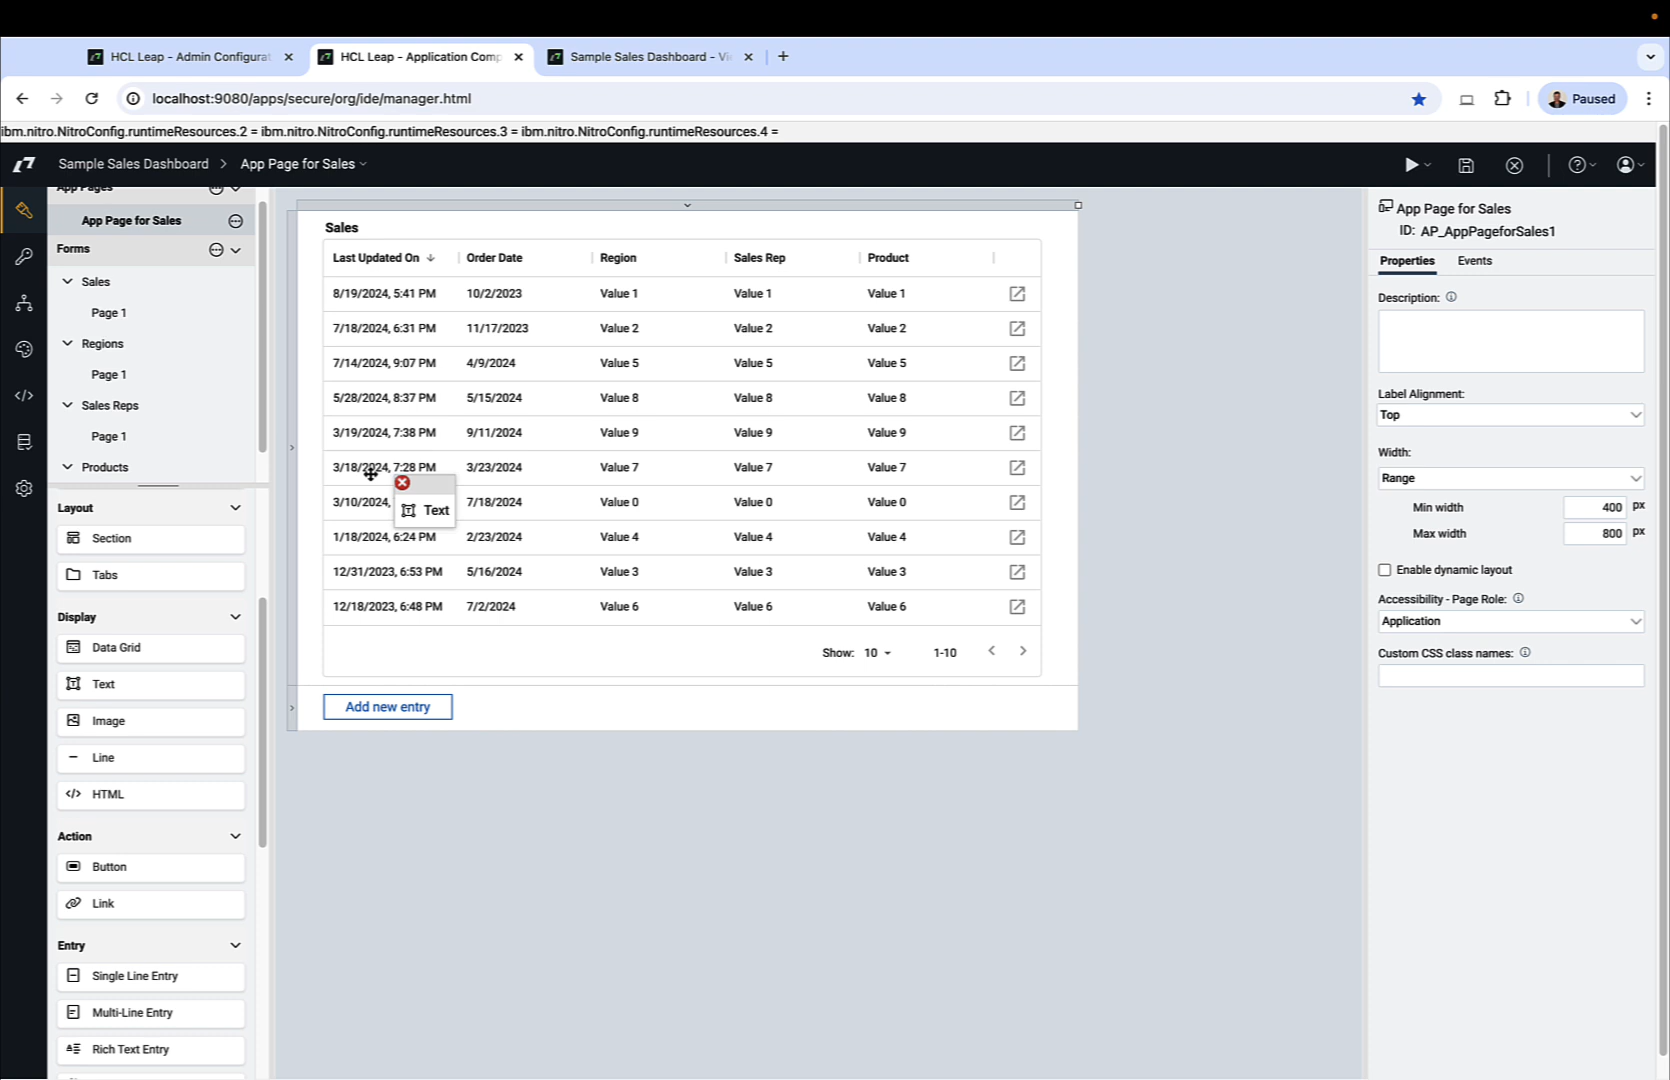 HCL Leap - Admin Configurat
HCL Leap - Application Comp
Sample Sales Dashboard - Vi
localhost:9080/apps/secure/org/ide/manager.html
Paused
ibm.nitro.NitroConfig.runtimeResources.2 = ibm.nitro.NitroConfig.runtimeResources.3 = ibm.nitro.NitroConfig.runtimeResources.4 =
Sample Sales Dashboard > App Page for Sales
App Pages
App Page for Sales
Forms
Sales
Page 1
Regions
Page 1
Sales Reps
Page 1
Products
Layout
Section
Tabs
Display
Data Grid
Text
Image
Line
HTML
Action
Button
Link
Entry
Single Line Entry
Multi-Line Entry
Rich Text Entry
Sales
Last Updated On Order Date Region Sales Rep Product
8/19/2024, 5:41 PM 10/2/2023 Value 1 Value 1 Value 1
7/18/2024, 6:31 PM 11/17/2023 Value 2 Value 2 Value 2
7/14/2024, 9:07 PM 4/9/2024 Value 5 Value 5 Value 5
5/28/2024, 8:37 PM 5/15/2024 Value 8 Value 8 Value 8
3/19/2024, 7:38 PM 9/11/2024 Value 9 Value 9 Value 9
3/18/2024, 7:28 PM 3/23/2024 Value 7 Value 7 Value 7
3/10/2024, 7/18/2024 Value 0 Value 0 Value 0
Text
1/18/2024, 6:24 PM 2/23/2024 Value 4 Value 4 Value 4
12/31/2023, 6:53 PM 5/16/2024 Value 3 Value 3 Value 3
12/18/2023, 6:48 PM 7/2/2024 Value 6 Value 6 Value 6
Show: 10 1-10
Add new entry
App Page for Sales
ID: AP_AppPageforSales1
Properties Events
Description:
Label Alignment:
Top
Width:
Range
Min width 400 px
Max width 800 px
Enable dynamic layout
Accessibility - Page Role:
Application
Custom CSS class names: